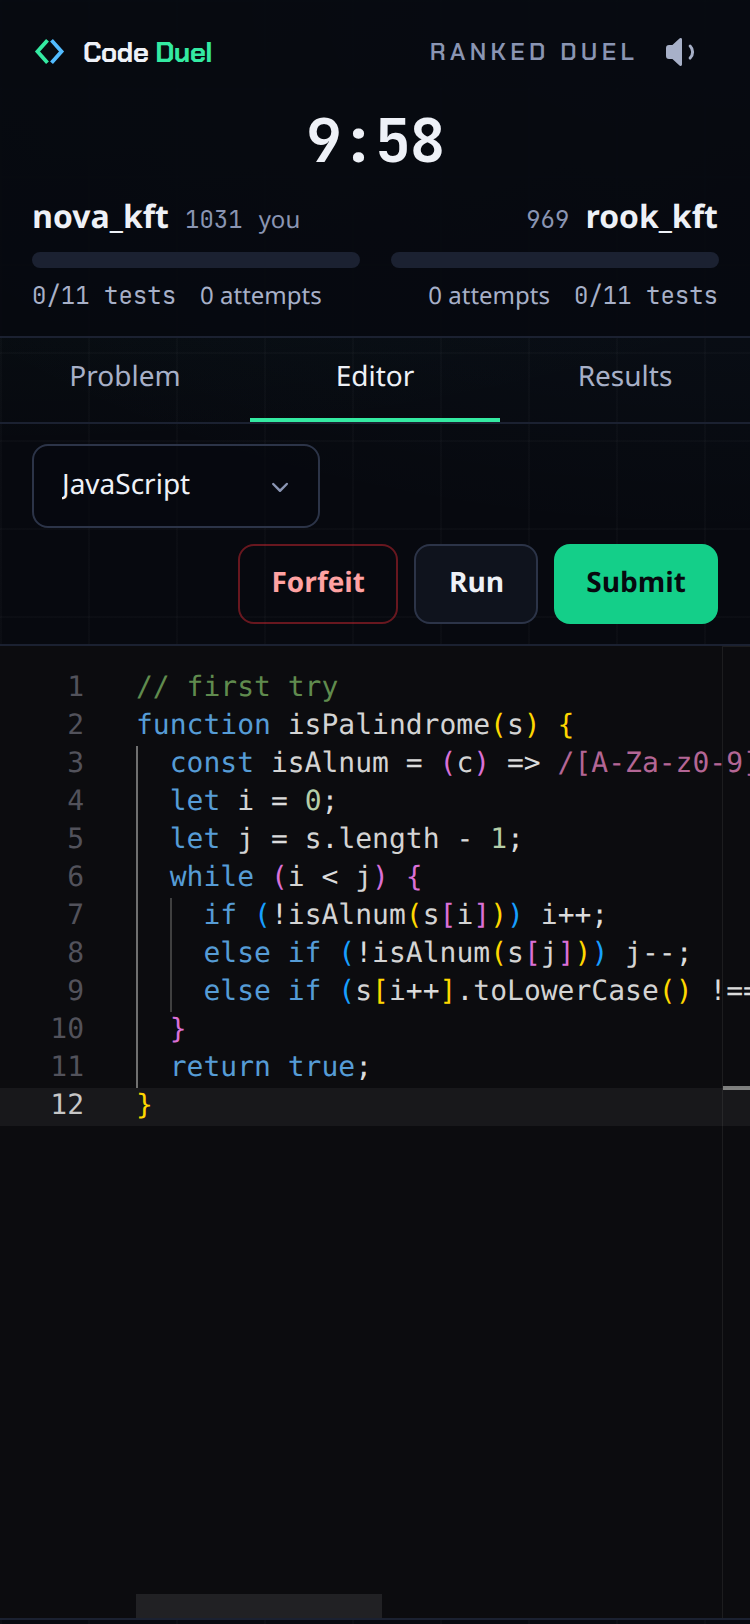 Code Duel RANKED DUEL
9:58
nova_kft 1031 you 969 rook_kft
0/11 tests 0 attempts 0 attempts 0/11 tests
Problem Editor Results
JavaScript
Forfeit Run Submit
1 // first try
2 function isPalindrome(s) {
3   const isAlnum = (c) => /[A-Za-z0-9]
4   let i = 0;
5   let j = s.length - 1;
6   while (i < j) {
7     if (!isAlnum(s[i])) i++;
8     else if (!isAlnum(s[j])) j--;
9     else if (s[i++].toLowerCase() !==
10   }
11   return true;
12 }